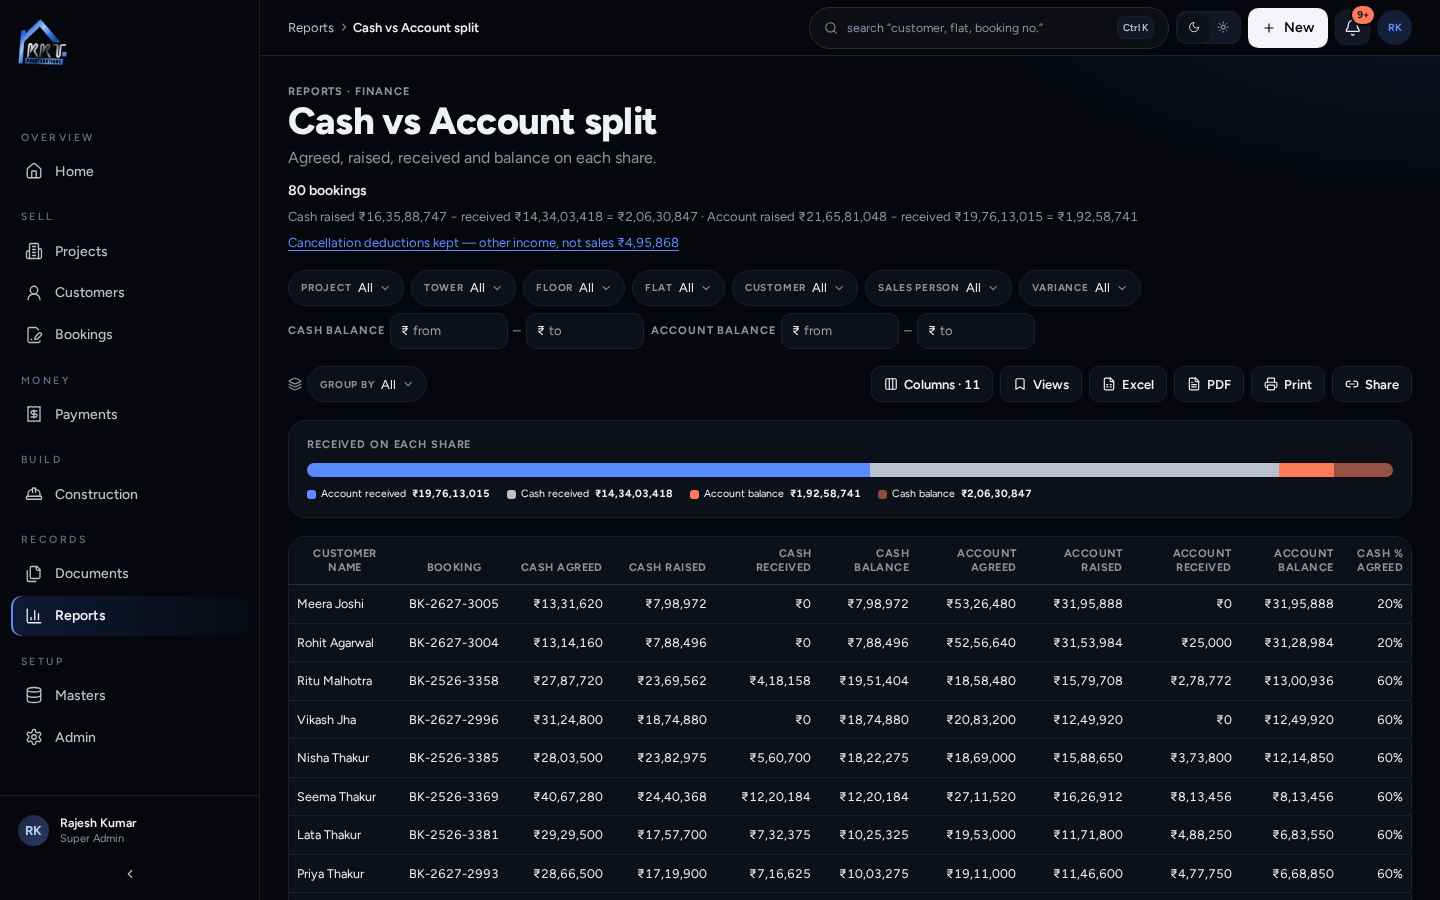 RKT
Reports > Cash vs Account split
search “customer, flat, booking no.”
Ctrl K
New
9+
RK
OVERVIEW
Home
SELL
Projects
Customers
Bookings
MONEY
Payments
BUILD
Construction
RECORDS
Documents
Reports
SETUP
Masters
Admin
RK
Rajesh Kumar
Super Admin
REPORTS · FINANCE
Cash vs Account split
Agreed, raised, received and balance on each share.
80 bookings
Cash raised ₹16,35,88,747 − received ₹14,34,03,418 = ₹2,06,30,847 · Account raised ₹21,65,81,048 − received ₹19,76,13,015 = ₹1,92,58,741
Cancellation deductions kept — other income, not sales ₹4,95,868
PROJECT All TOWER All FLOOR All FLAT All CUSTOMER All SALES PERSON All VARIANCE All
CASH BALANCE ₹ from – ₹ to ACCOUNT BALANCE ₹ from – ₹ to
GROUP BY All
Columns · 11 Views Excel PDF Print Share
RECEIVED ON EACH SHARE
Account received ₹19,76,13,015 Cash received ₹14,34,03,418 Account balance ₹1,92,58,741 Cash balance ₹2,06,30,847
CUSTOMER NAME BOOKING CASH AGREED CASH RAISED CASH RECEIVED CASH BALANCE ACCOUNT AGREED ACCOUNT RAISED ACCOUNT RECEIVED ACCOUNT BALANCE CASH % AGREED
Meera Joshi BK-2627-3005 ₹13,31,620 ₹7,98,972 ₹0 ₹7,98,972 ₹53,26,480 ₹31,95,888 ₹0 ₹31,95,888 20%
Rohit Agarwal BK-2627-3004 ₹13,14,160 ₹7,88,496 ₹0 ₹7,88,496 ₹52,56,640 ₹31,53,984 ₹25,000 ₹31,28,984 20%
Ritu Malhotra BK-2526-3358 ₹27,87,720 ₹23,69,562 ₹4,18,158 ₹19,51,404 ₹18,58,480 ₹15,79,708 ₹2,78,772 ₹13,00,936 60%
Vikash Jha BK-2627-2996 ₹31,24,800 ₹18,74,880 ₹0 ₹18,74,880 ₹20,83,200 ₹12,49,920 ₹0 ₹12,49,920 60%
Nisha Thakur BK-2526-3385 ₹28,03,500 ₹23,82,975 ₹5,60,700 ₹18,22,275 ₹18,69,000 ₹15,88,650 ₹3,73,800 ₹12,14,850 60%
Seema Thakur BK-2526-3369 ₹40,67,280 ₹24,40,368 ₹12,20,184 ₹12,20,184 ₹27,11,520 ₹16,26,912 ₹8,13,456 ₹8,13,456 60%
Lata Thakur BK-2526-3381 ₹29,29,500 ₹17,57,700 ₹7,32,375 ₹10,25,325 ₹19,53,000 ₹11,71,800 ₹4,88,250 ₹6,83,550 60%
Priya Thakur BK-2627-2993 ₹28,66,500 ₹17,19,900 ₹7,16,625 ₹10,03,275 ₹19,11,000 ₹11,46,600 ₹4,77,750 ₹6,68,850 60%